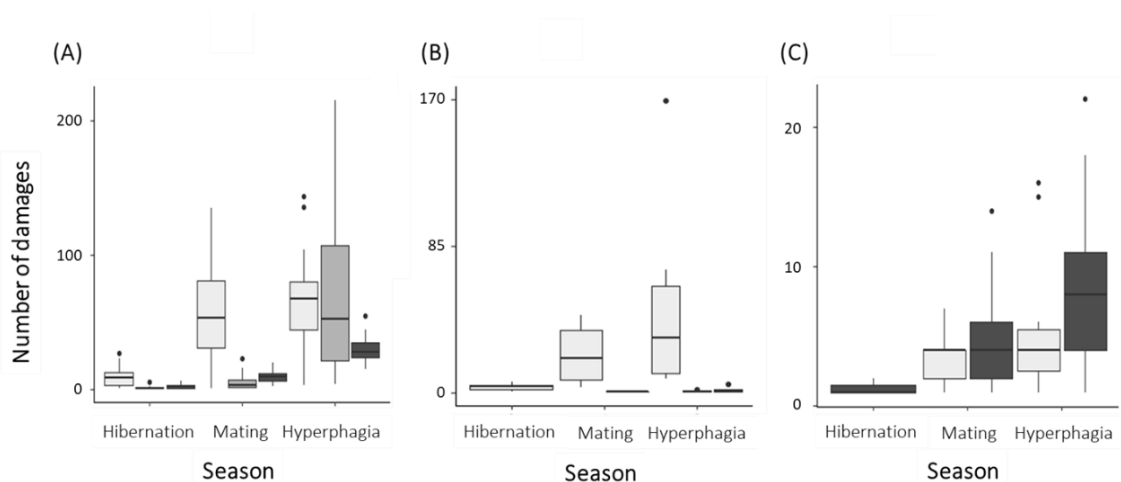 (A) (B) (C)
Number of damages
200
100
0
Hibernation Mating Hyperphagia
Season
170
85
0
Hibernation Mating Hyperphagia
Season
20
10
0
Hibernation Mating Hyperphagia
Season